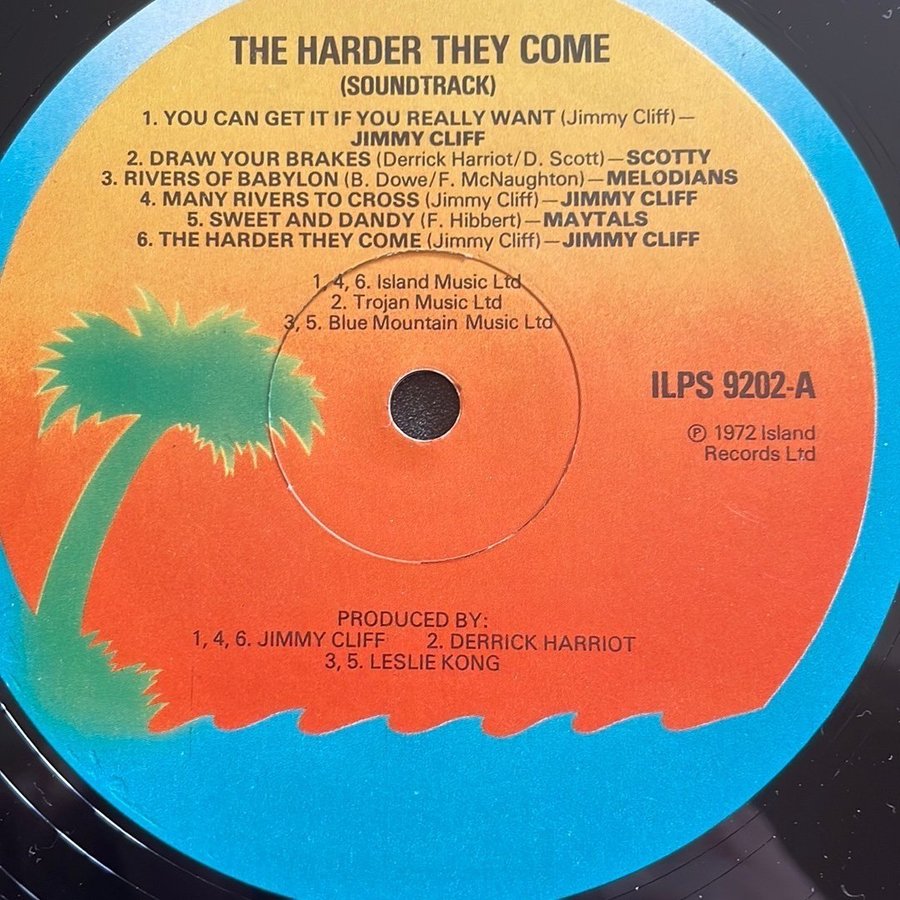 THE HARDER THEY COME
(SOUNDTRACK)
1. YOU CAN GET IT IF YOU REALLY WANT (Jimmy Cliff)—
JIMMY CLIFF
2. DRAW YOUR BRAKES (Derrick Harriot/D. Scott)—SCOTTY
3. RIVERS OF BABYLON (B. Dowe/F. McNaughton)—MELODIANS
4. MANY RIVERS TO CROSS (Jimmy Cliff)—JIMMY CLIFF
5. SWEET AND DANDY (F. Hibbert)—MAYTALS
6. THE HARDER THEY COME (Jimmy Cliff)—JIMMY CLIFF
1, 4, 6. Island Music Ltd
2. Trojan Music Ltd
3, 5. Blue Mountain Music Ltd
ILPS 9202-A
℗ 1972 Island
Records Ltd
PRODUCED BY:
1, 4, 6. JIMMY CLIFF 2. DERRICK HARRIOT
3, 5. LESLIE KONG